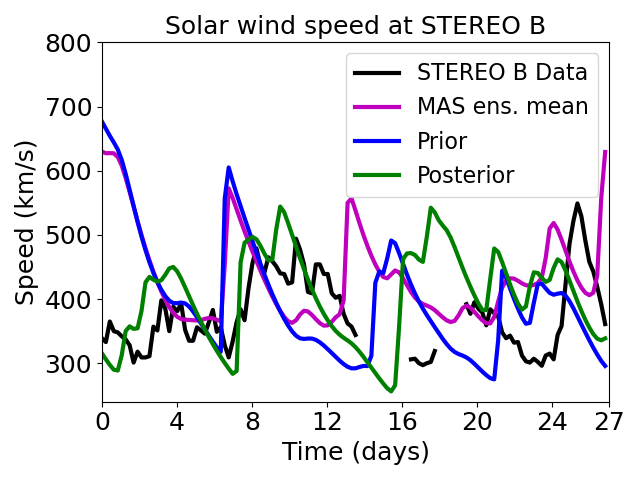 Solar wind speed at STEREO B
800
700
600
500
400
300
Speed (km/s)
STEREO B Data
MAS ens. mean
Prior
Posterior
0 4 8 12 16 20 24 27
Time (days)